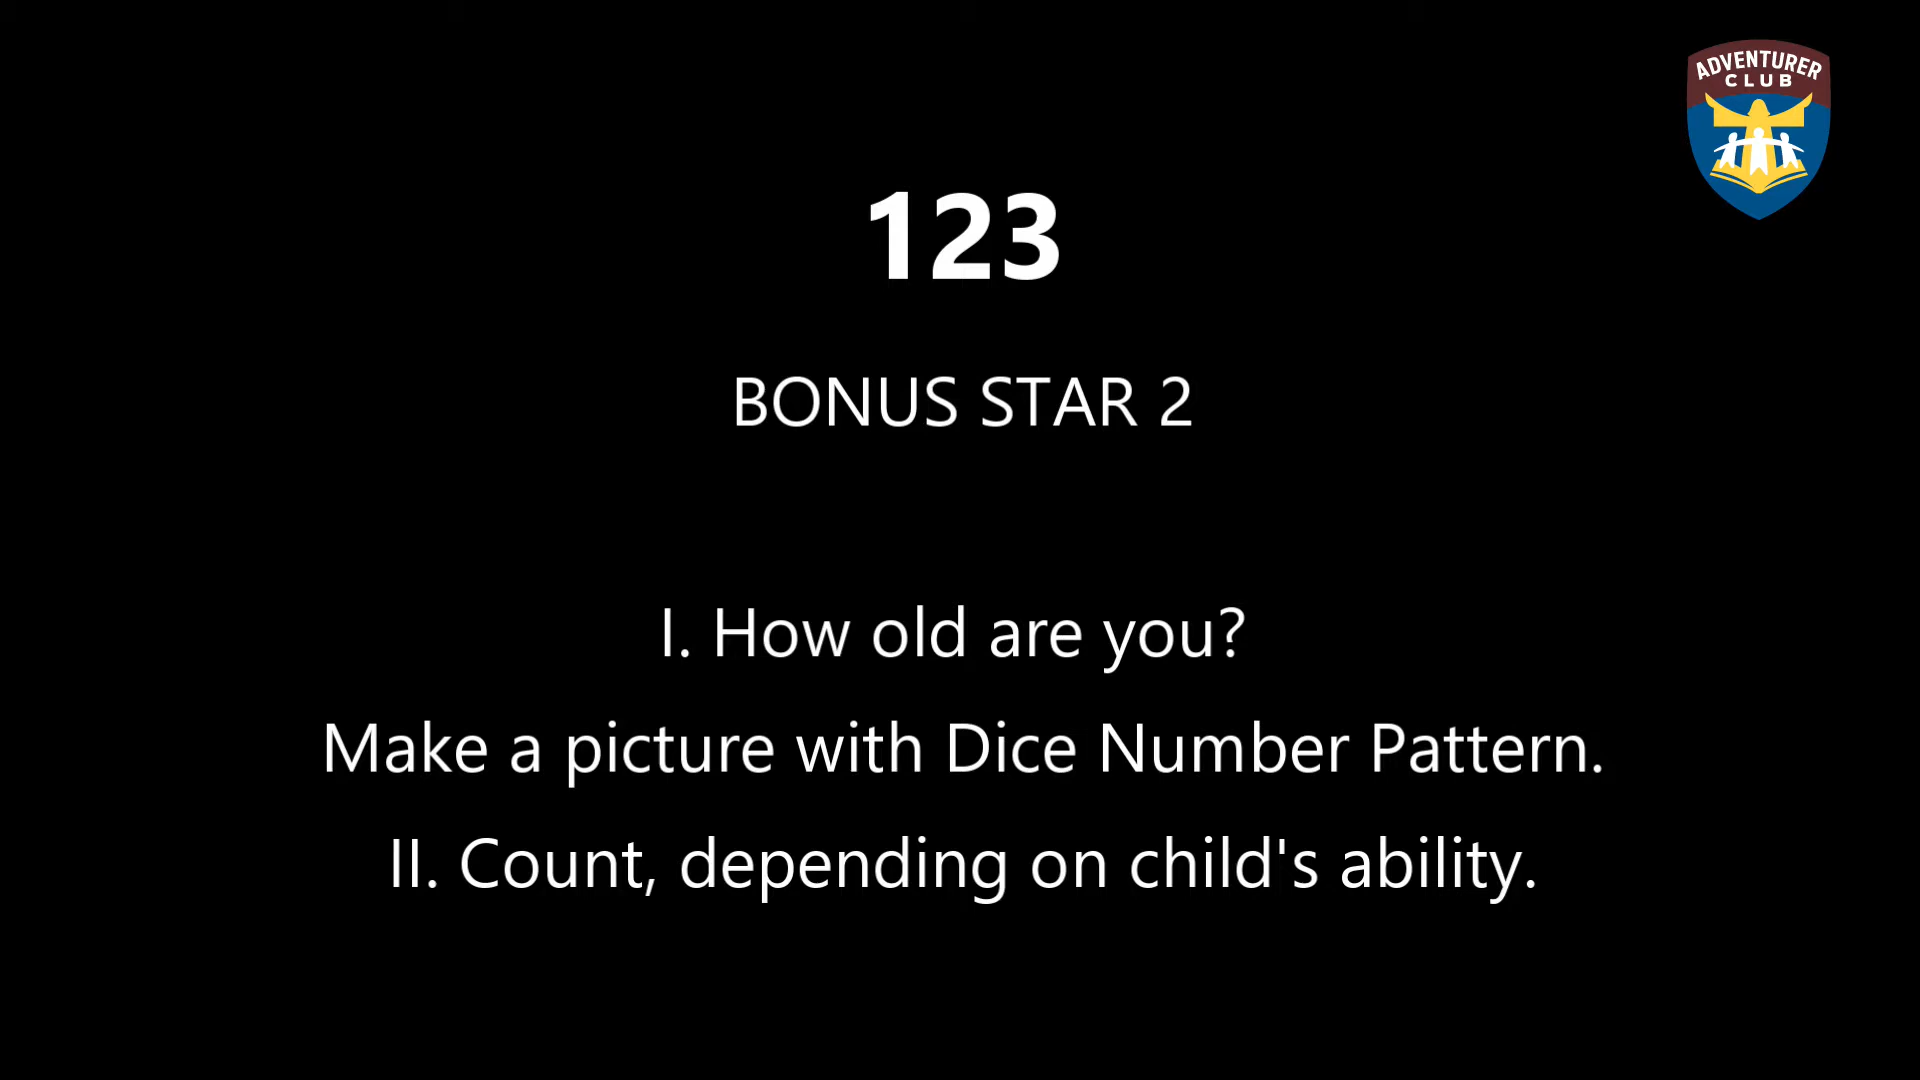 ADVENTURER
CLUB
123
BONUS STAR 2
I. How old are you?
Make a picture with Dice Number Pattern.
II. Count, depending on child's ability.